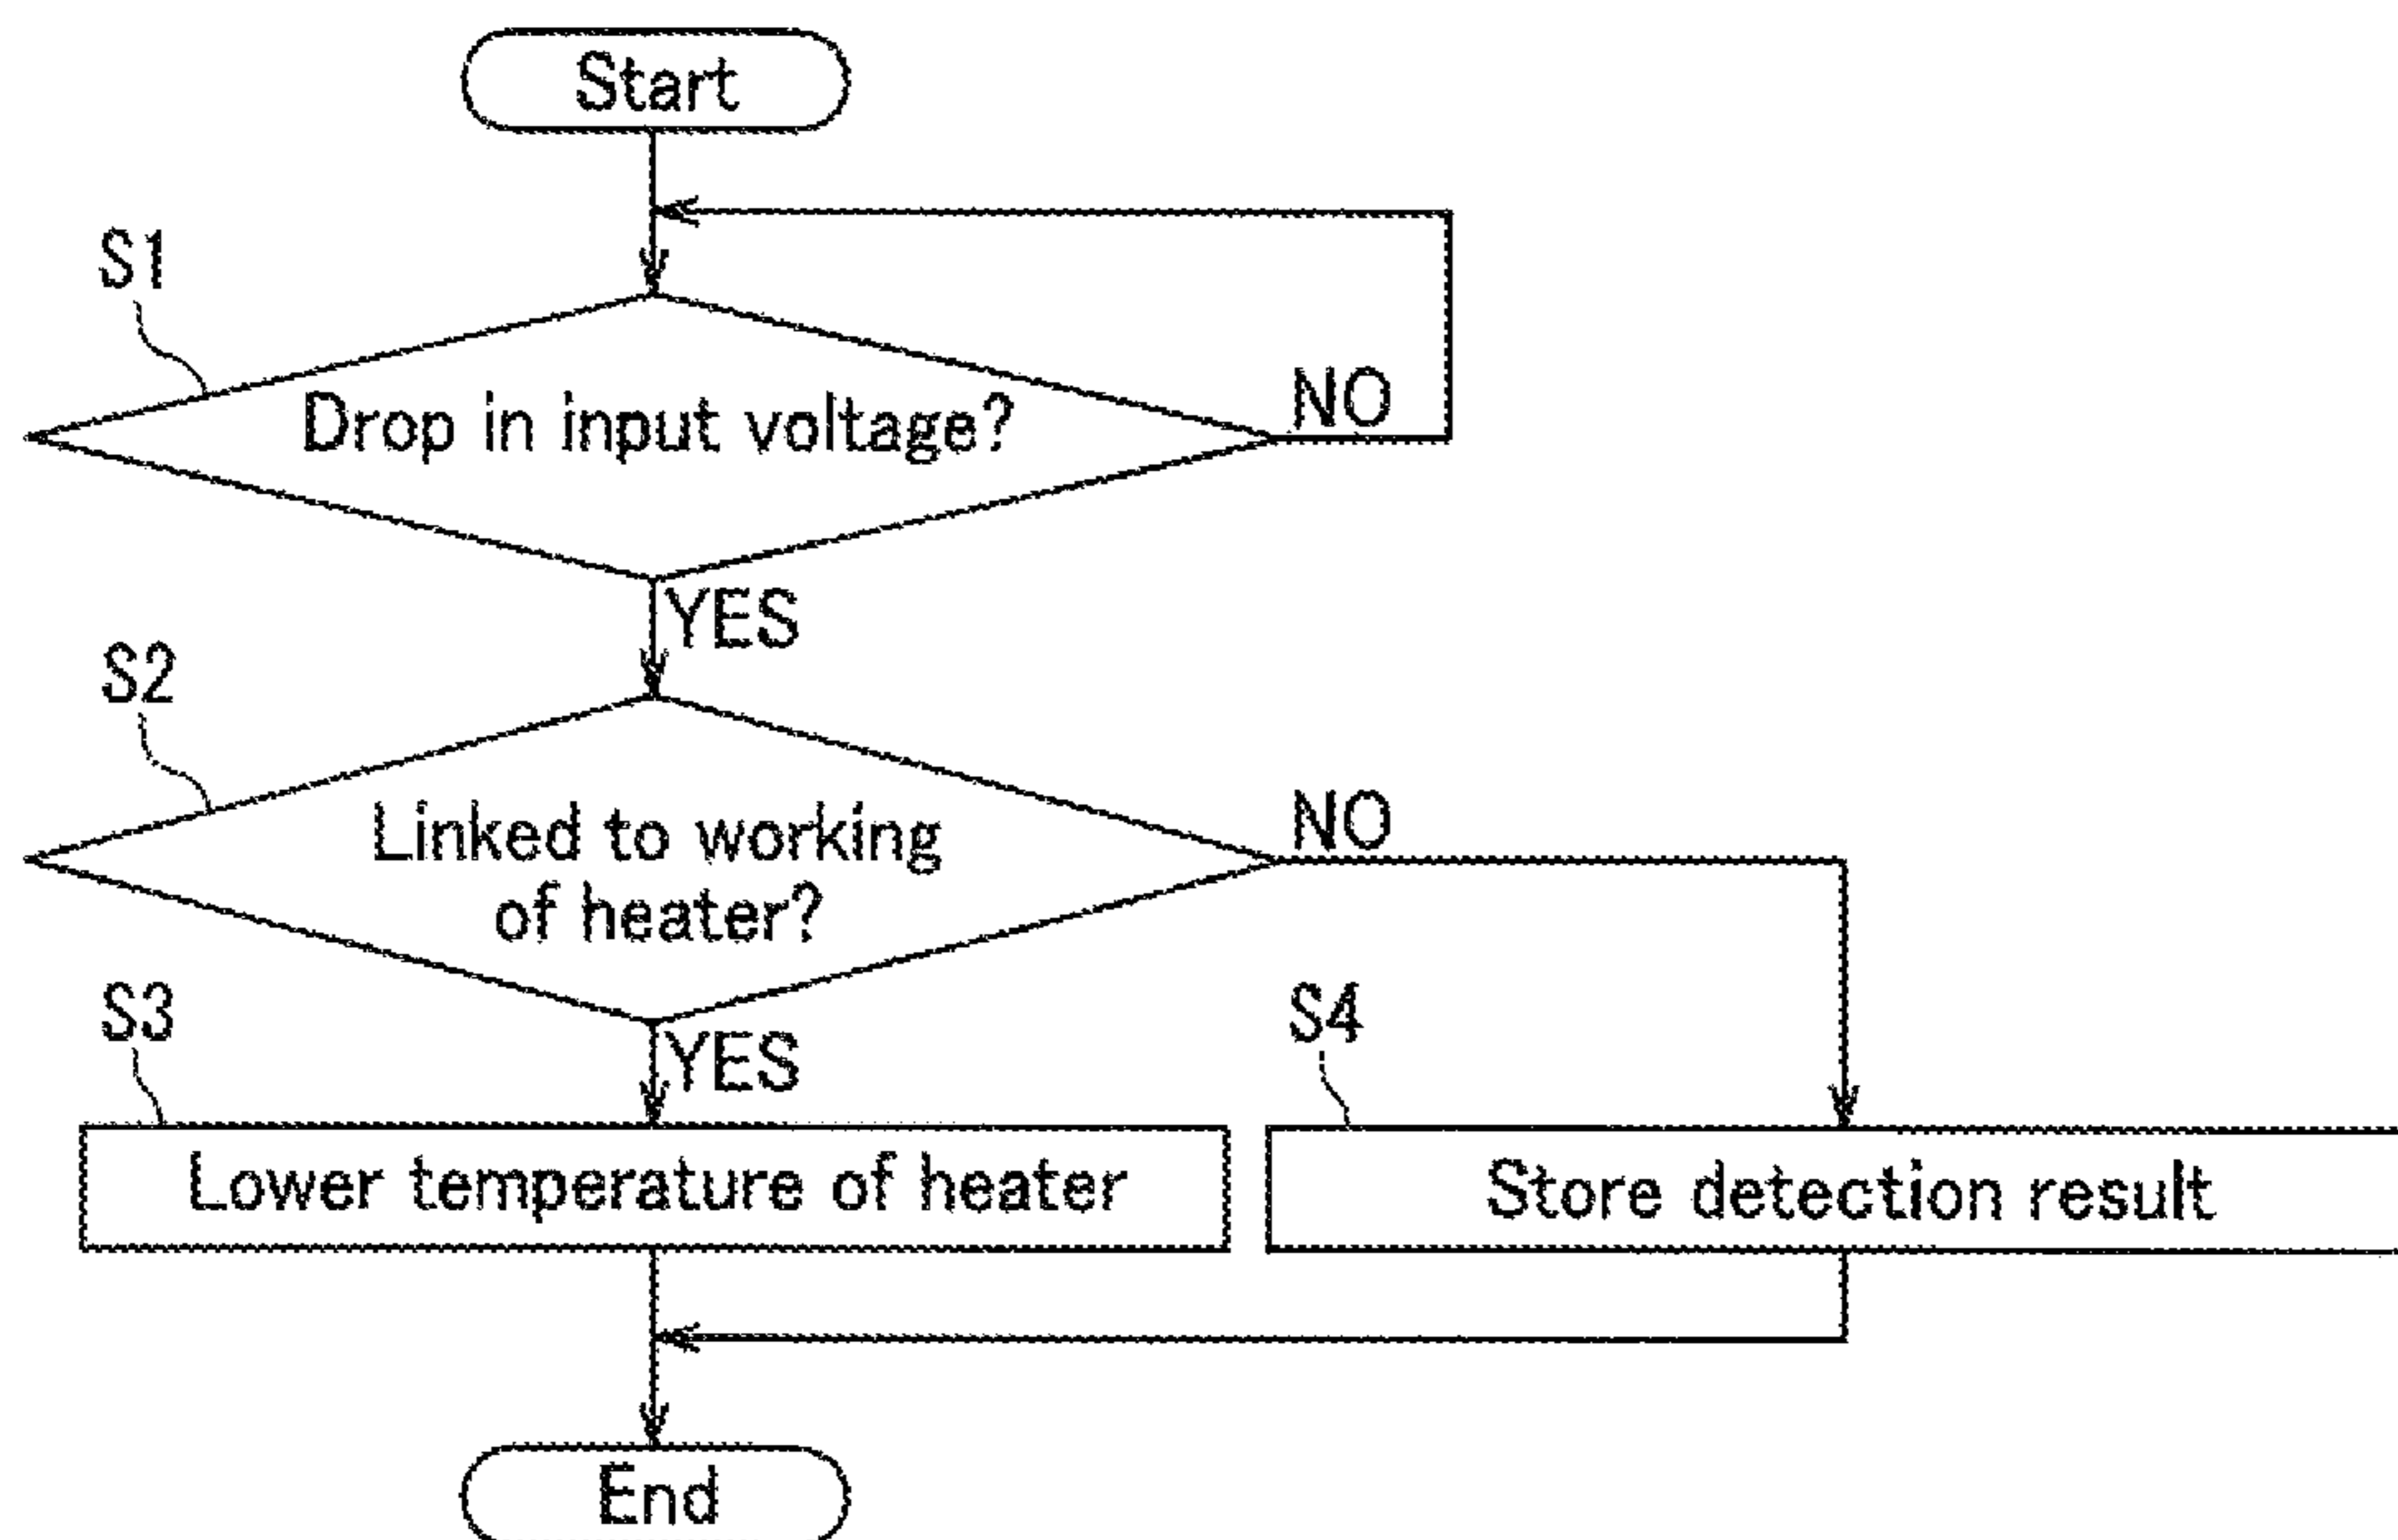 Start
S1
Drop in input voltage?
NO
YES
S2
Linked to working
of heater?
NO
YES
S3
Lower temperature of heater
S4
Store detection result
End